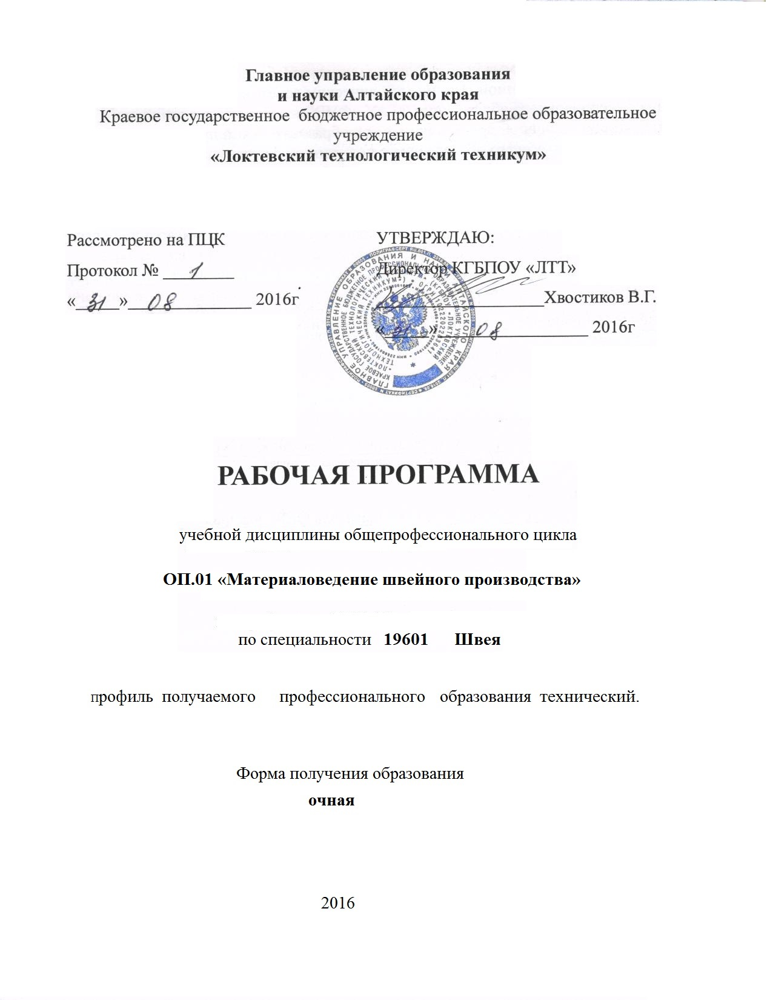 Главное управление образования
и науки Алтайского края
Краевое государственное бюджетное профессиональное образовательное
учреждение
«Локтевский технологический техникум»
Рассмотрено на ПЦК
Протокол № 1
«31» 08 2016г
УТВЕРЖДАЮ:
Директор КГБПОУ «ЛТТ»
Хвостиков В.Г.
«31» 08 2016г
РАБОЧАЯ ПРОГРАММА
учебной дисциплины общепрофессионального цикла
ОП.01 «Материаловедение швейного производства»
по специальности 19601 Швея
профиль получаемого профессионального образования технический.
Форма получения образования
очная
2016